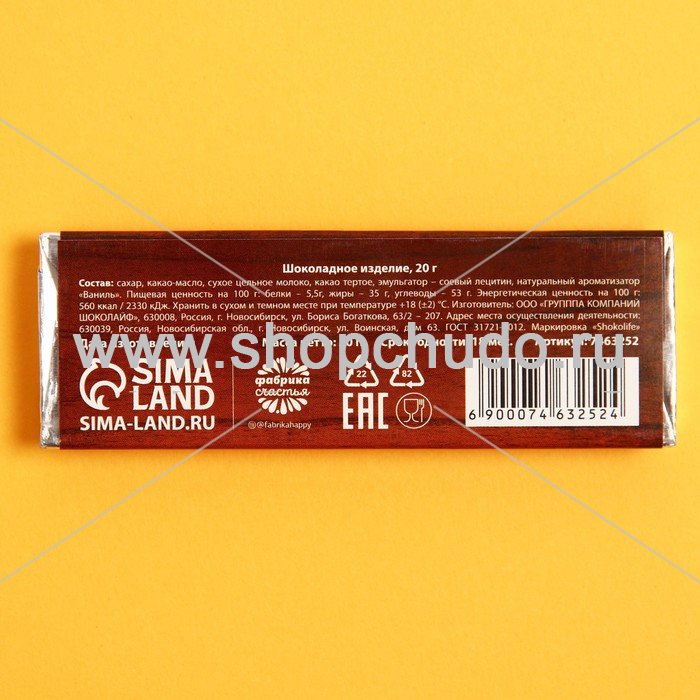 Шоколадное изделие, 20 г
Состав: сахар, какао-масло, сухое цельное молоко, какао тертое, эмульгатор – соевый лецитин, натуральный ароматизатор
«Ваниль». Пищевая ценность на 100 г: белки – 5,5г, жиры – 35 г, углеводы – 53 г. Энергетическая ценность на 100 г:
560 ккал / 2330 кДж. Хранить в сухом и темном месте при температуре +18 (±2) °С. Изготовитель: ООО «ГРУПППА КОМПАНИЙ
ШОКОЛАЙФ», 630008, Россия, г. Новосибирск, ул. Бориса Богаткова, 63/2 – 207. Адрес места осуществления деятельности:
630039, Россия, Новосибирская обл., г. Новосибирск, ул. Воинская, Дом 63. ГОСТ 31721-2012. Маркировка «Shokolife»
www.shopchudo.ru
SIMA
LAND
SIMA-LAND.RU
фабрика
счастья
@fabrikahappy
22
82
EAC
6 900074 632524